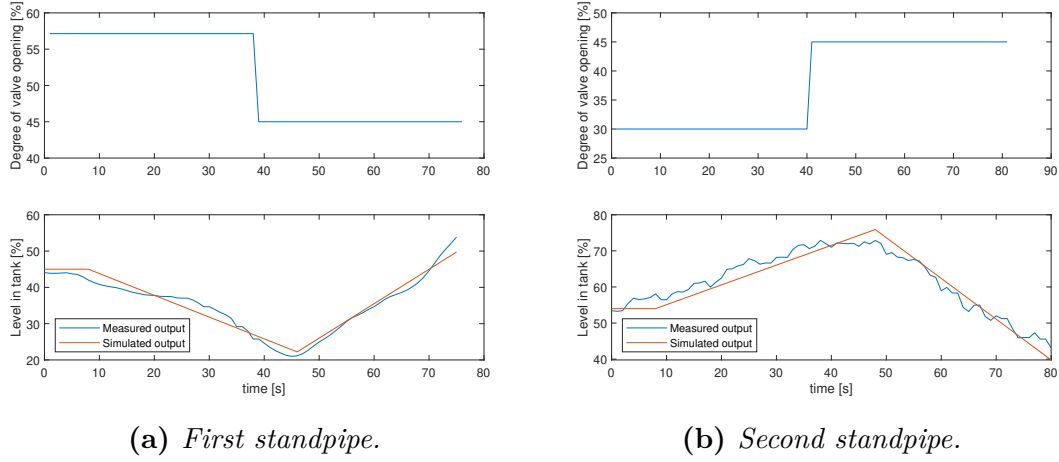 Degree of valve opening [%]
60
55
50
45
40
0 10 20 30 40 50 60 70 80
Level in tank [%]
60
50
40
30
20
Measured output
Simulated output
0 10 20 30 40 50 60 70 80
time [s]
(a) First standpipe.
Degree of valve opening [%]
50
45
40
35
30
25
0 10 20 30 40 50 60 70 80 90
Level in tank [%]
80
70
60
50
40
Measured output
Simulated output
0 10 20 30 40 50 60 70 80
time [s]
(b) Second standpipe.